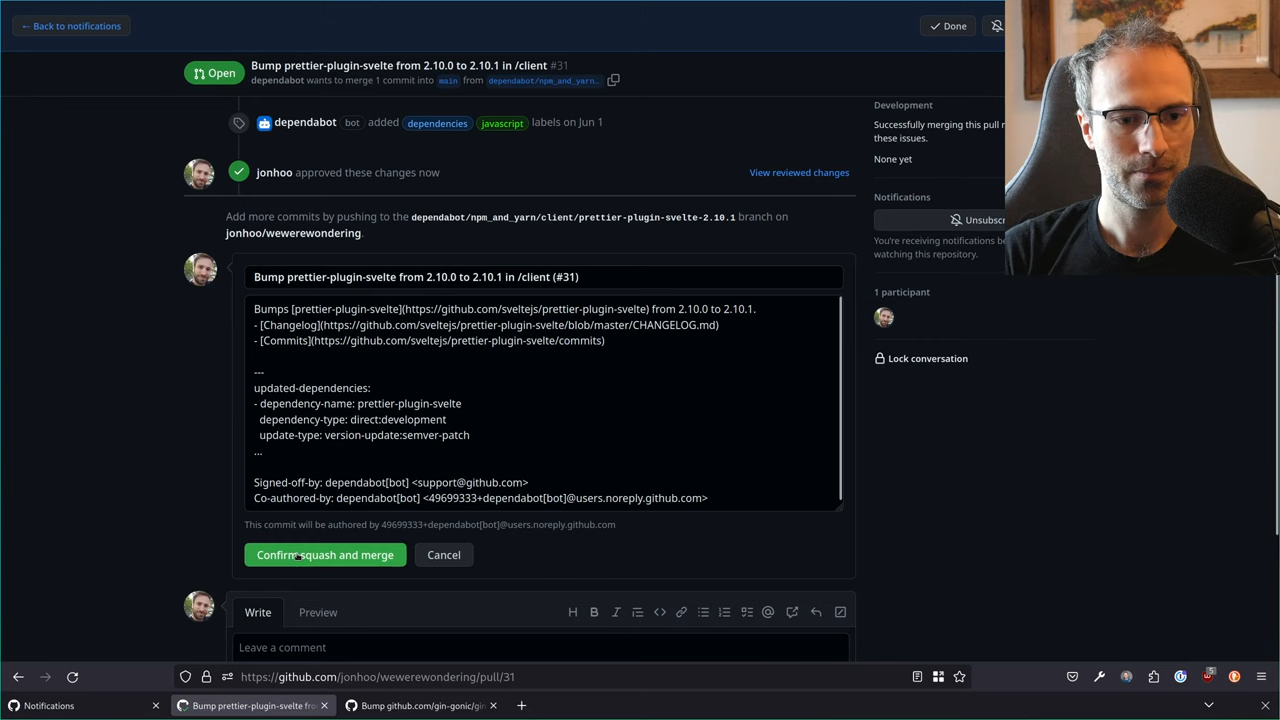 ← Back to notifications
Done
Open
Bump prettier-plugin-svelte from 2.10.0 to 2.10.1 in /client #31
dependabot wants to merge 1 commit into main from dependabot/npm_and_yarn…
dependabot bot added dependencies javascript labels on Jun 1
jonhoo approved these changes now
View reviewed changes
Add more commits by pushing to the dependabot/npm_and_yarn/client/prettier-plugin-svelte-2.10.1 branch on
jonhoo/wewerewondering.
Bump prettier-plugin-svelte from 2.10.0 to 2.10.1 in /client (#31)
Bumps [prettier-plugin-svelte](https://github.com/sveltejs/prettier-plugin-svelte) from 2.10.0 to 2.10.1.
- [Changelog](https://github.com/sveltejs/prettier-plugin-svelte/blob/master/CHANGELOG.md)
- [Commits](https://github.com/sveltejs/prettier-plugin-svelte/commits)
---
updated-dependencies:
- dependency-name: prettier-plugin-svelte
dependency-type: direct:development
update-type: version-update:semver-patch
...
Signed-off-by: dependabot[bot] <support@github.com>
Co-authored-by: dependabot[bot] <49699333+dependabot[bot]@users.noreply.github.com>
This commit will be authored by 49699333+dependabot[bot]@users.noreply.github.com
Confirm squash and merge
Cancel
Write
Preview
Leave a comment
Development
Successfully merging this pull
these issues.
None yet
Notifications
Unsubscr
You're receiving notifications be
watching this repository.
1 participant
Lock conversation
https://github.com/jonhoo/wewerewondering/pull/31
5
Notifications
Bump prettier-plugin-svelte fro
Bump github.com/gin-gonic/gin